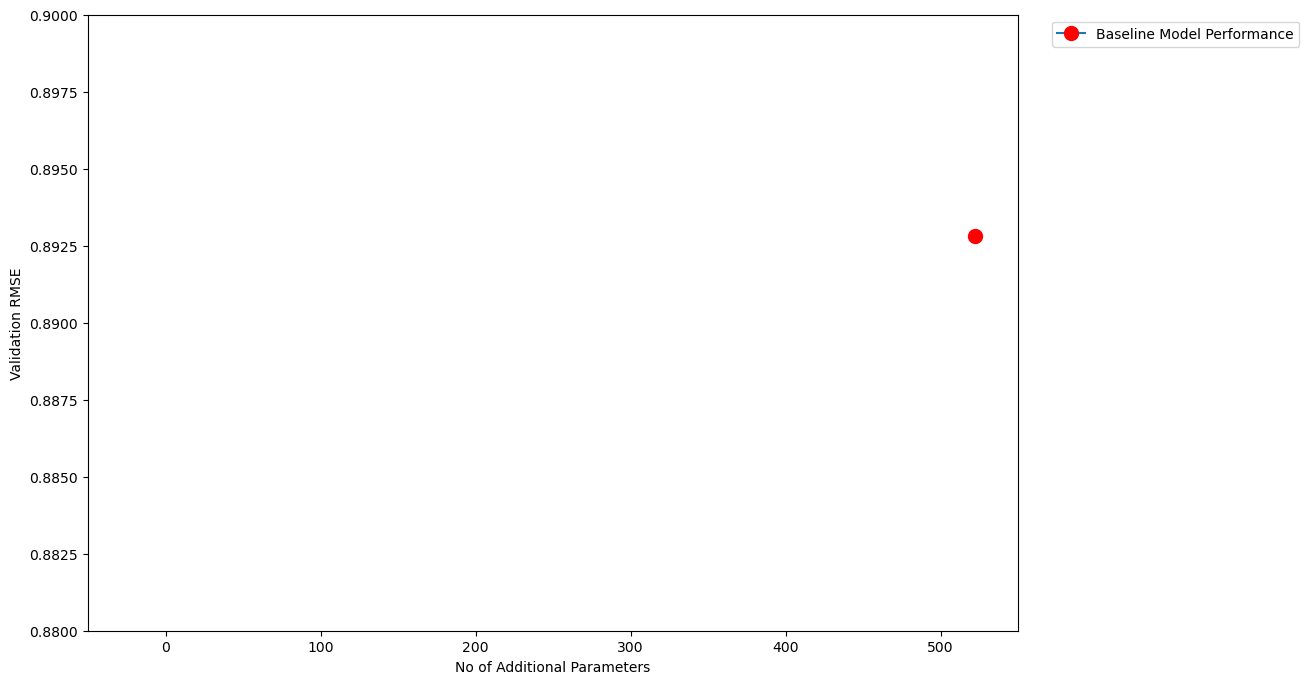 Baseline Model Performance
Validation RMSE
0.9000
0.8975
0.8950
0.8925
0.8900
0.8875
0.8850
0.8825
0.8800
0 100 200 300 400 500
No of Additional Parameters